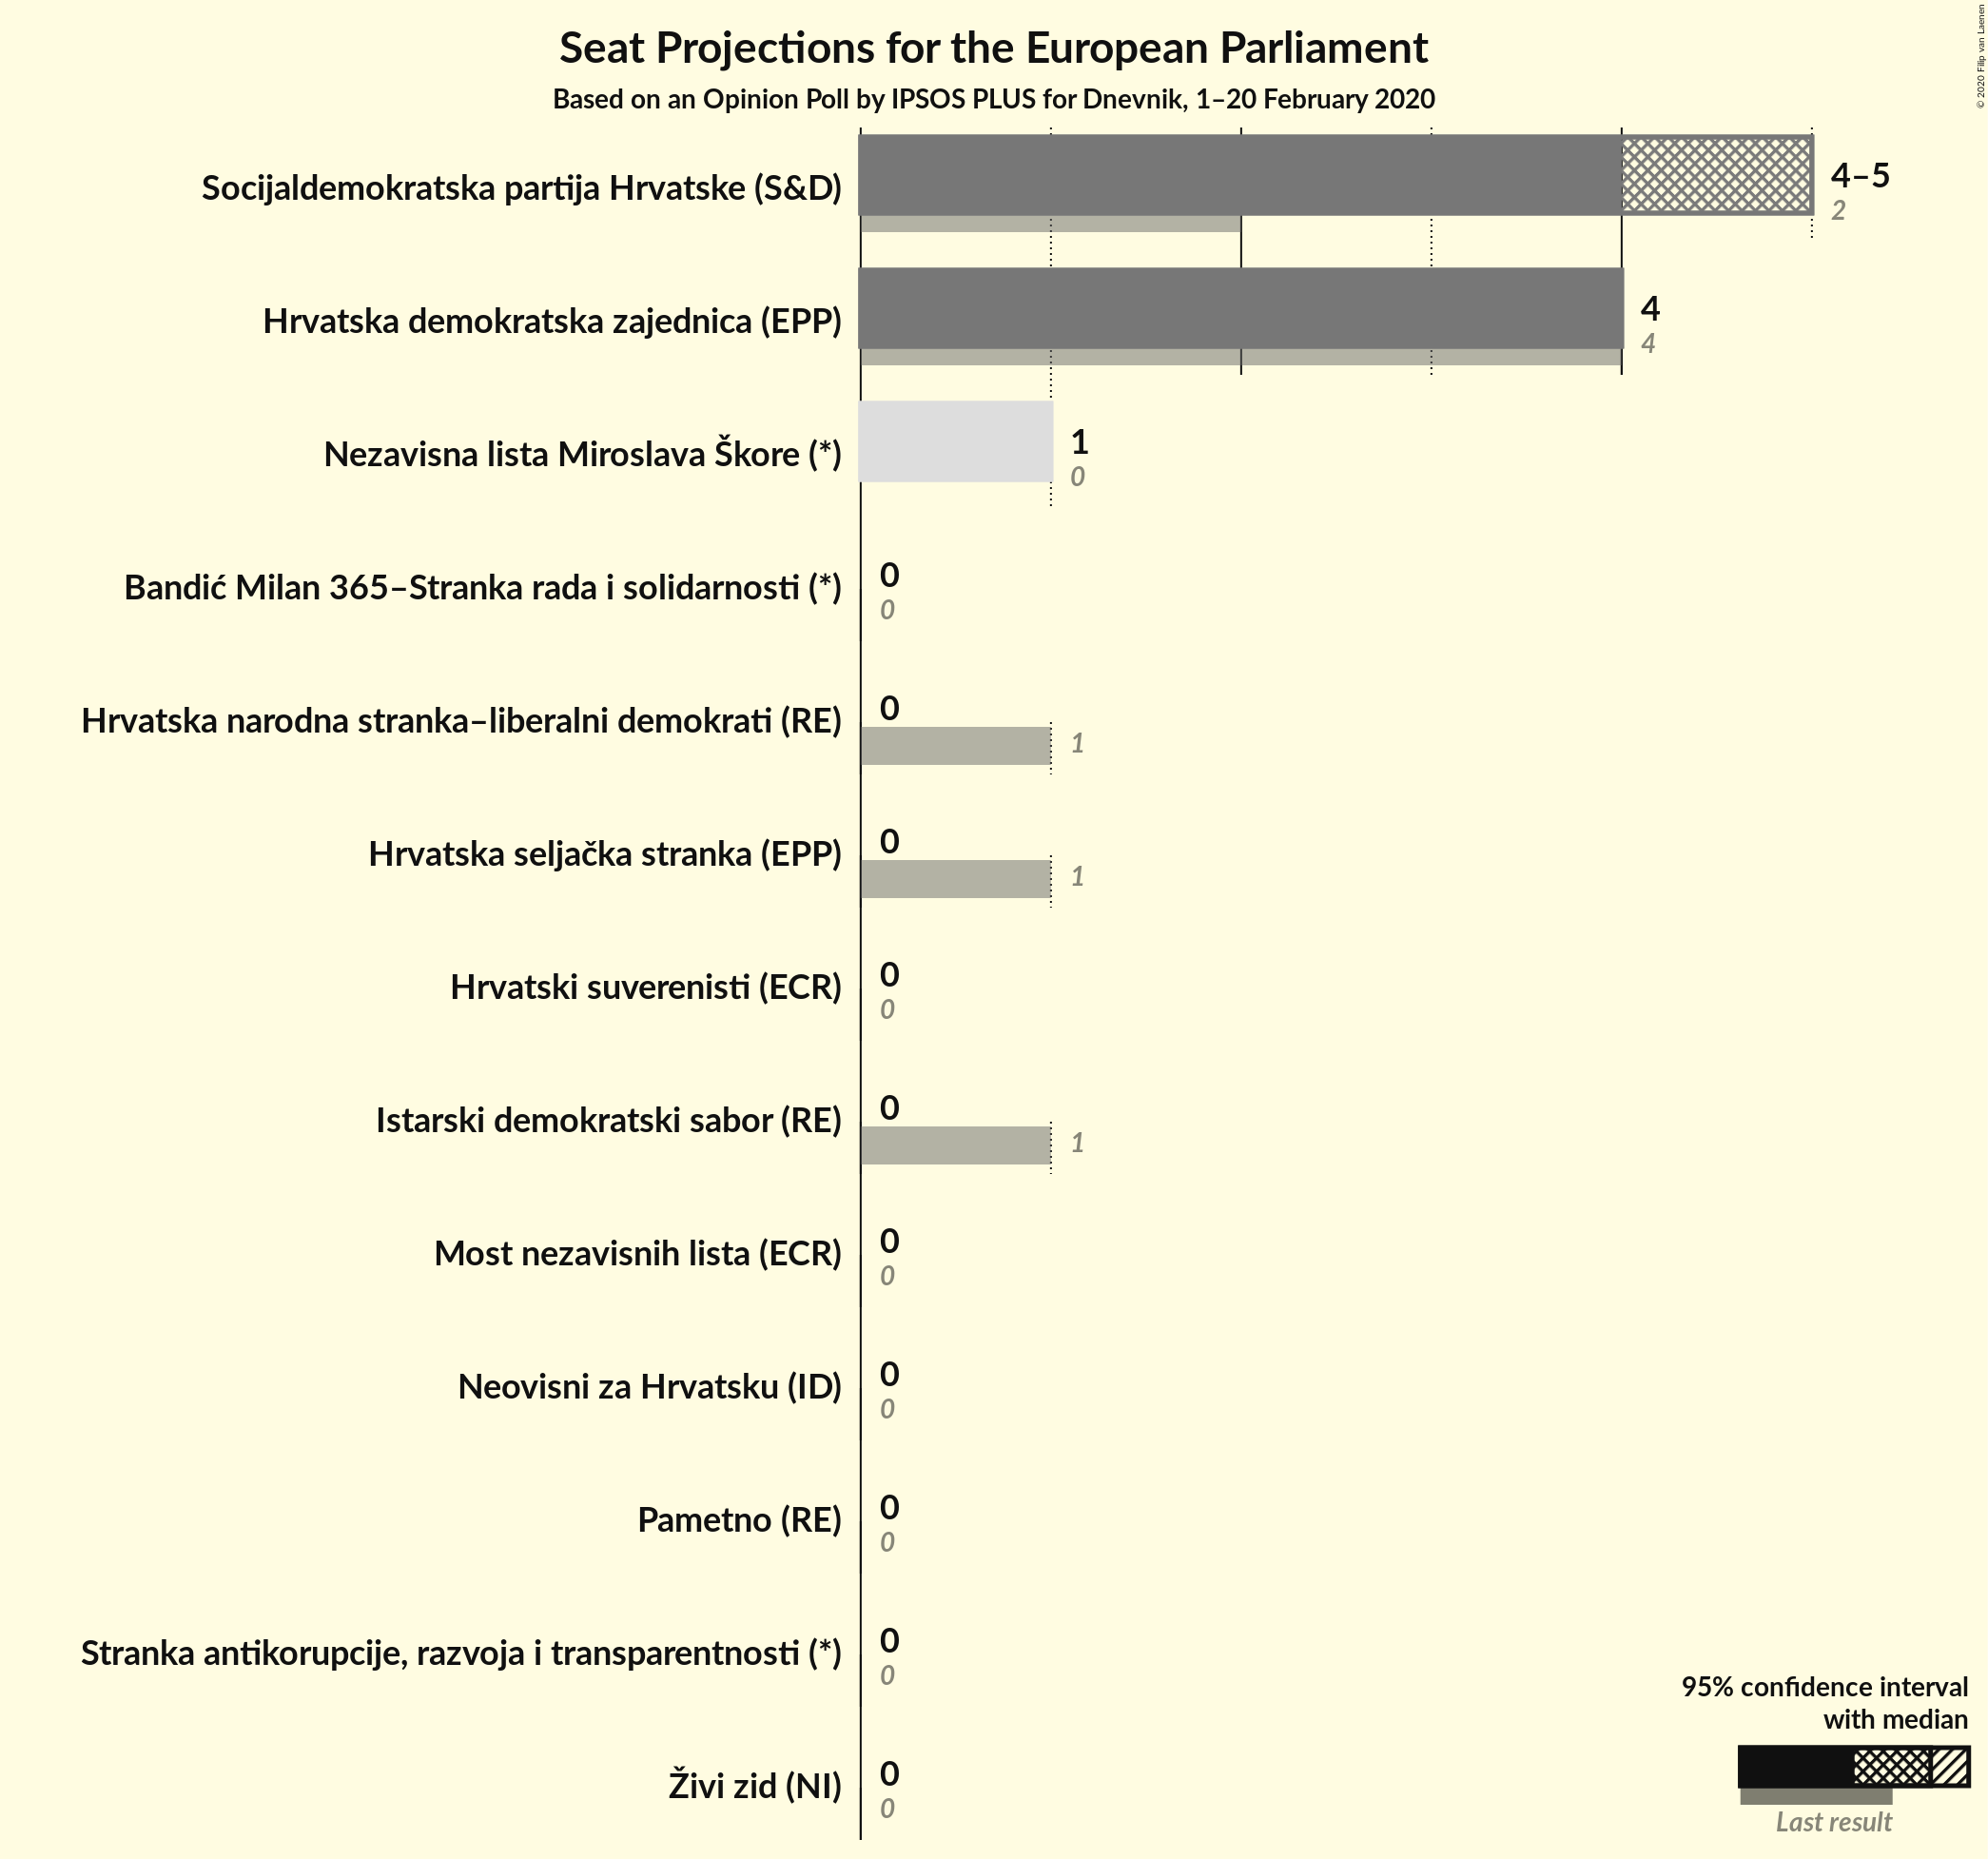 Seat Projections for the European Parliament
Based on an Opinion Poll by IPSOS PLUS for Dnevnik, 1–20 February 2020
© 2020 Filip van Laenen
Socijaldemokratska partija Hrvatske (S&D)
4–5
2
Hrvatska demokratska zajednica (EPP)
4
4
Nezavisna lista Miroslava Škore (*)
1
0
Bandić Milan 365–Stranka rada i solidarnosti (*)
0
0
Hrvatska narodna stranka–liberalni demokrati (RE)
0
1
Hrvatska seljačka stranka (EPP)
0
1
Hrvatski suverenisti (ECR)
0
0
Istarski demokratski sabor (RE)
0
1
Most nezavisnih lista (ECR)
0
0
Neovisni za Hrvatsku (ID)
0
0
Pametno (RE)
0
0
Stranka antikorupcije, razvoja i transparentnosti (*)
0
0
Živi zid (NI)
0
0
95% confidence interval
with median
Last result